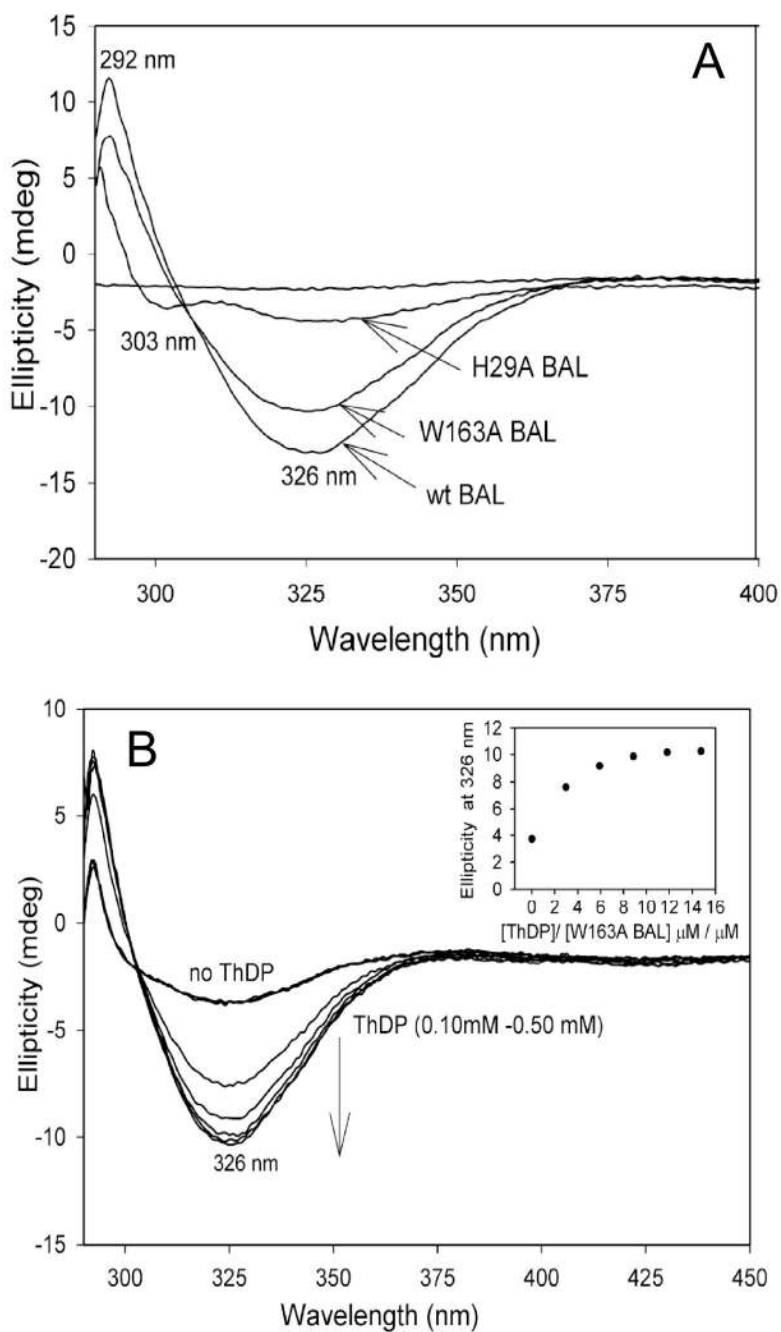 A
15
292 nm
10
5
0
-5
-10
-15
-20
303 nm
H29A BAL
W163A BAL
326 nm
wt BAL
Ellipticity (mdeg)
300
325
350
375
400
Wavelength (nm)
B
10
5
0
-5
-10
-15
no ThDP
ThDP (0.10mM -0.50 mM)
326 nm
Ellipticity (mdeg)
300
325
350
375
400
425
450
Wavelength (nm)
Ellipticity at 326 nm
12
10
8
6
4
2
0
0 2 4 6 8 10 12 14 16
[ThDP]/ [W163A BAL] μM / μM